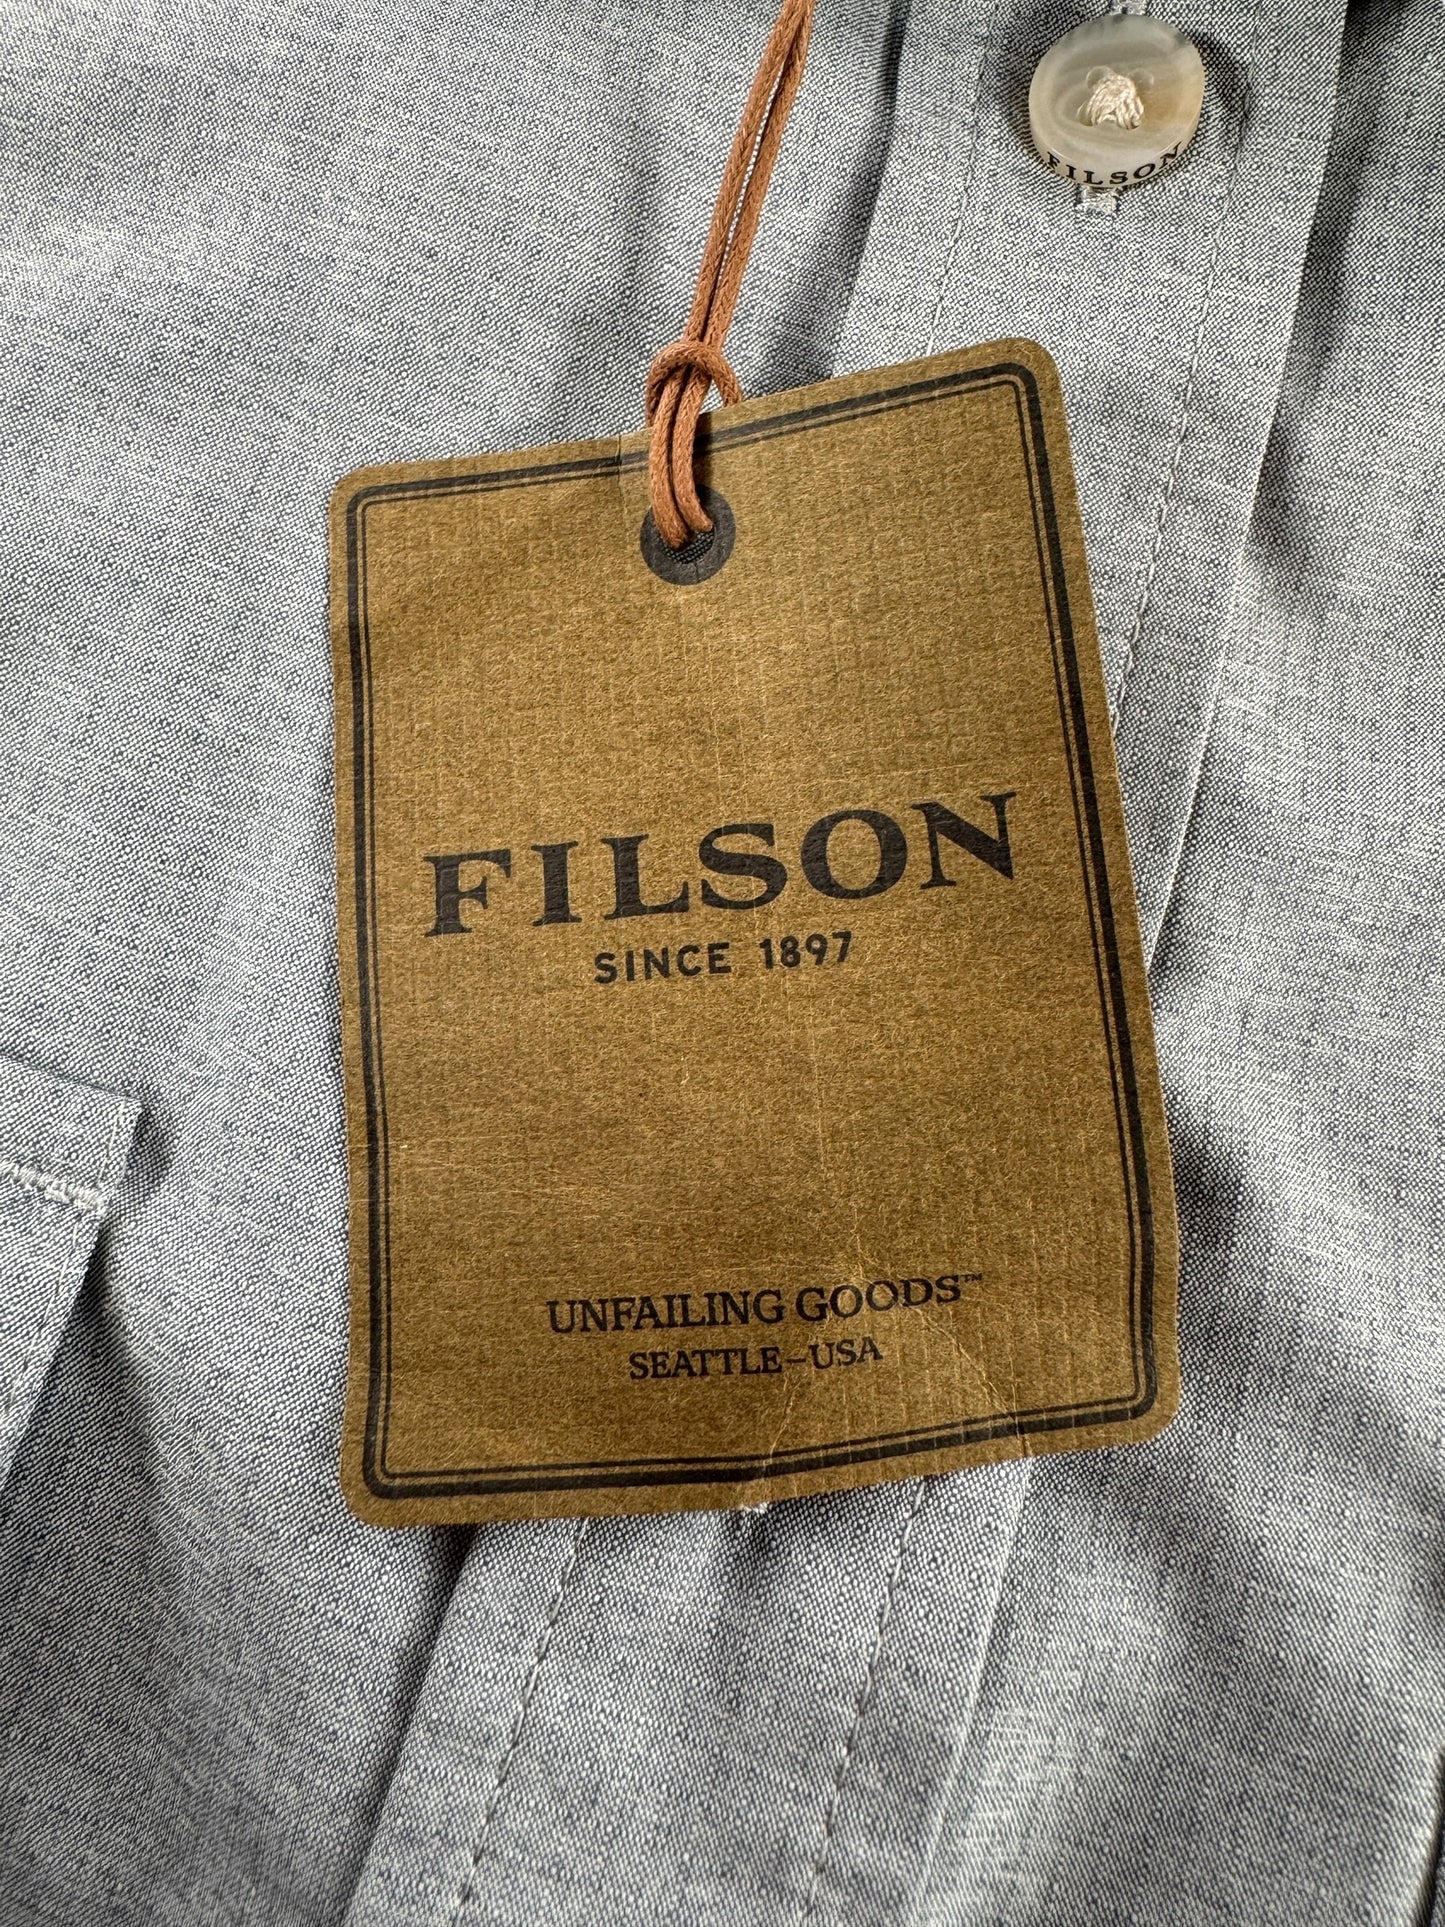 FILSON
FILSON
SINCE 1897
UNFAILING GOODS™
SEATTLE–USA